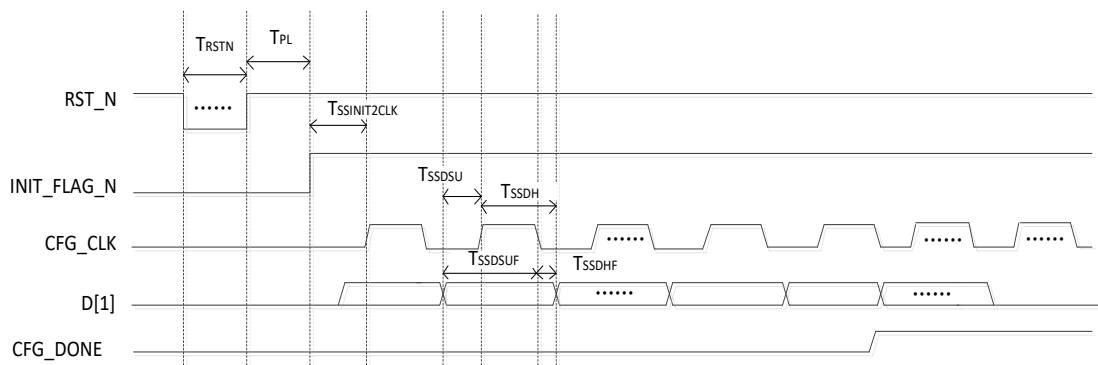 TRSTN TPL
RST_N ......
TSSINIT2CLK
INIT_FLAG_N
TSSDSU TSSDH
CFG_CLK ...... ...... ......
TSSDSUF TSSDHF
D[1] ...... ......
CFG_DONE